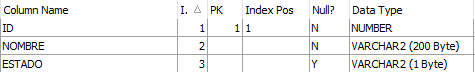 Column Name I. △ PK Index Pos Null? Data Type
ID 1 1 1 N NUMBER
NOMBRE 2 N VARCHAR2 (200 Byte)
ESTADO 3 Y VARCHAR2 (1 Byte)